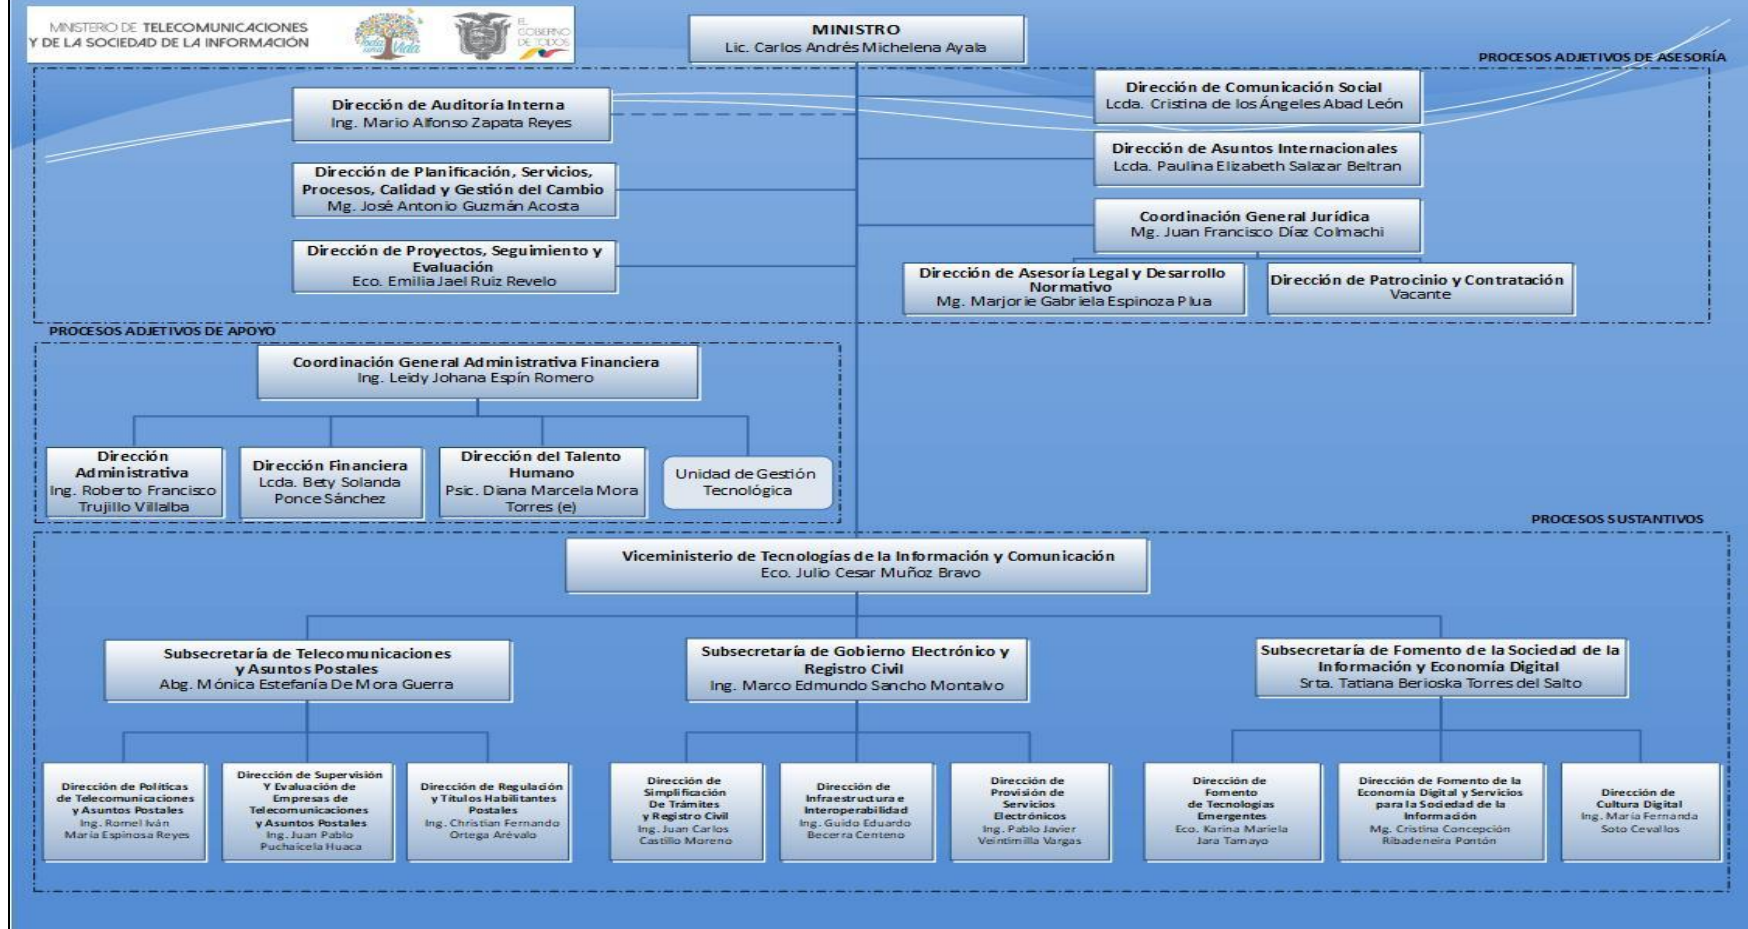 MINISTERIO DE TELECOMUNICACIONES
Y DE LA SOCIEDAD DE LA INFORMACIÓN
Toda una Vida
EL
GOBIERNO
DE TODOS
MINISTRO
Lic. Carlos Andrés Michelena Ayala
PROCESOS ADJETIVOS DE ASESORÍA
Dirección de Auditoría Interna
Ing. Mario Alfonso Zapata Reyes
Dirección de Comunicación Social
Lcda. Cristina de los Ángeles Abad León
Dirección de Asuntos Internacionales
Lcda. Paulina Elizabeth Salazar Beltran
Dirección de Planificación, Servicios,
Procesos, Calidad y Gestión del Cambio
Mg. José Antonio Guzmán Acosta
Coordinación General Jurídica
Mg. Juan Francisco Díaz Colmachi
Dirección de Proyectos, Seguimiento y
Evaluación
Eco. Emilia Jael Ruiz Revelo
Dirección de Asesoría Legal y Desarrollo
Normativo
Mg. Marjorie Gabriela Espinoza Plua
Dirección de Patrocinio y Contratación
Vacante
PROCESOS ADJETIVOS DE APOYO
Coordinación General Administrativa Financiera
Ing. Leidy Johana Espín Romero
Dirección
Administrativa
Ing. Roberto Francisco
Trujillo Villalba
Dirección Financiera
Lcda. Bety Solanda
Ponce Sánchez
Dirección del Talento
Humano
Psic. Diana Marcela Mora
Torres (e)
Unidad de Gestión
Tecnológica
PROCESOS SUSTANTIVOS
Viceministerio de Tecnologías de la Información y Comunicación
Eco. Julio Cesar Muñoz Bravo
Subsecretaría de Telecomunicaciones
y Asuntos Postales
Abg. Mónica Estefanía De Mora Guerra
Subsecretaría de Gobierno Electrónico y
Registro Civil
Ing. Marco Edmundo Sancho Montalvo
Subsecretaría de Fomento de la Sociedad de la
Información y Economía Digital
Srta. Tatiana Berioska Torres del Salto
Dirección de Políticas
de Telecomunicaciones
y Asuntos Postales
Ing. Romel Iván
María Espinosa Reyes
Dirección de Supervisión
Y Evaluación de
Empresas de
Telecomunicaciones
y Asuntos Postales
Ing. Juan Pablo
Puchaicela Huaca
Dirección de Regulación
y Títulos Habilitantes
Postales
Ing. Christian Fernando
Ortega Arévalo
Dirección de
Simplificación
De Trámites
y Registro Civil
Ing. Juan Carlos
Castillo Moreno
Dirección de
Infraestructura e
Interoperabilidad
Ing. Guido Eduardo
Becerra Centeno
Dirección de
Provisión de
Servicios
Electrónicos
Ing. Pablo Javier
Veintimilla Vargas
Dirección de
Fomento
de Tecnologías
Emergentes
Eco. Karina Mariela
Jara Tamayo
Dirección de Fomento de la
Economía Digital y Servicios
para la Sociedad de la
Información
Mg. Cristina Concepción
Ribadeneira Pontón
Dirección de
Cultura Digital
Ing. María Fernanda
Soto Cevallos